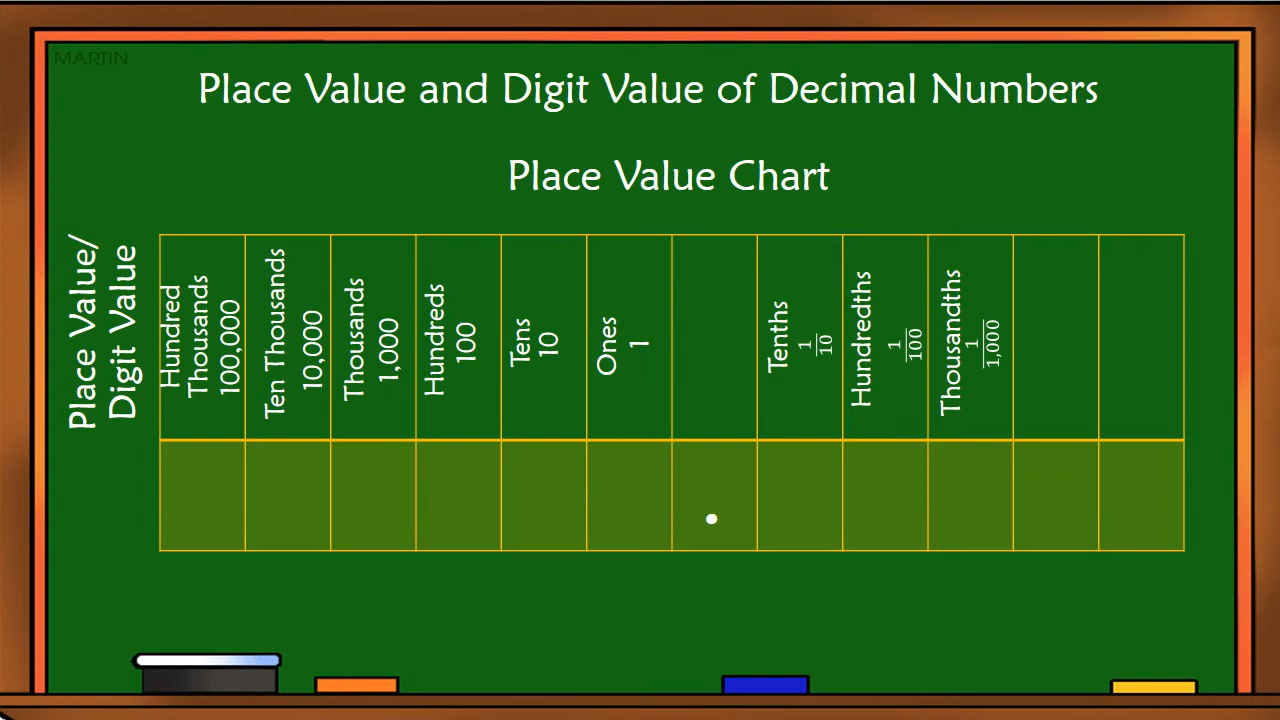 MARTIN
Place Value and Digit Value of Decimal Numbers
Place Value Chart
Place Value/
Digit Value
Hundred
Thousands
100,000
Ten Thousands
10,000
Thousands
1,000
Hundreds
100
Tens
10
Ones
1
.
Tenths
1/10
Hundredths
1/100
Thousandths
1/1,000